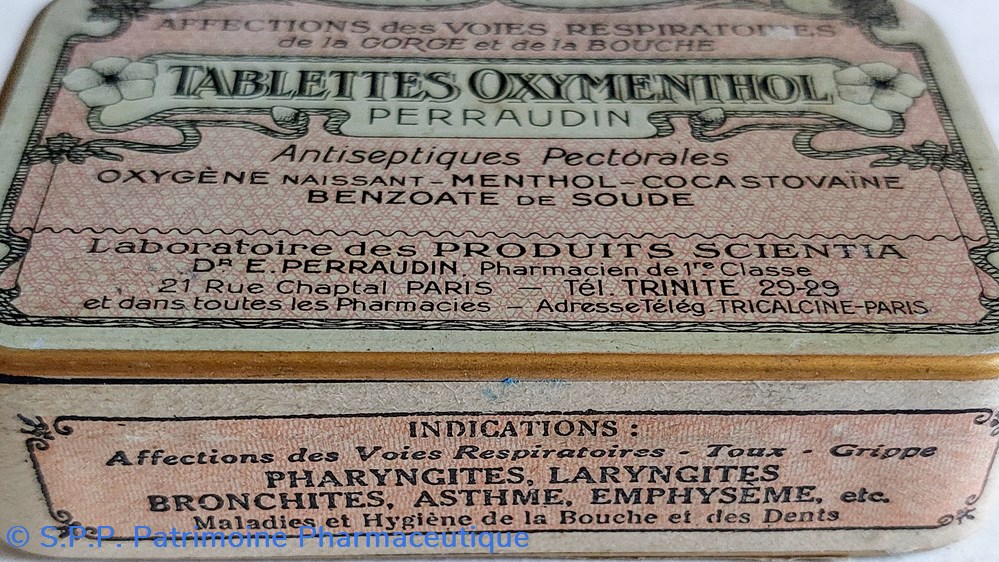 AFFECTIONS des VOIES RESPIRATOIRES
de la GORGE et de la BOUCHE
TABLETTES OXYMENTHOL
PERRAUDIN
Antiseptiques Pectorales
OXYGÈNE NAISSANT - MENTHOL - COCASTOVAÏNE
BENZOATE DE SOUDE
Laboratoire des PRODUITS SCIENTIA
DR E. PERRAUDIN, Pharmacien de 1re Classe
21 Rue Chaptal PARIS - Tél. TRINITE 29-29
et dans toutes les Pharmacies - Adresse Télég. TRICALCINE-PARIS
INDICATIONS :
Affections des Voies Respiratoires - Toux - Grippe
PHARYNGITES, LARYNGITES
BRONCHITES, ASTHME, EMPHYSÈME, etc.
Maladies et Hygiène de la Bouche et des Dents
© S.P.P. Patrimoine Pharmaceutique